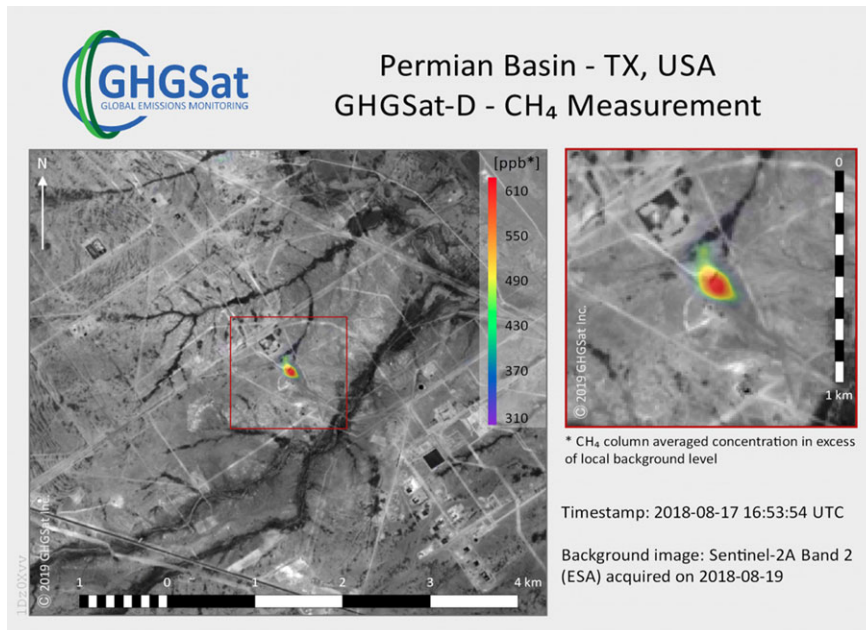 GHGSat
GLOBAL EMISSIONS MONITORING
Permian Basin - TX, USA
GHGSat-D - CH₄ Measurement
N
[ppb*]
610
550
490
430
370
310
1 0 1 2 3 4 km
© 2019 GHGSat Inc.
1Dz0Xvv
0
1 km
© 2019 GHGSat Inc.
* CH₄ column averaged concentration in excess
of local background level
Timestamp: 2018-08-17 16:53:54 UTC
Background image: Sentinel-2A Band 2
(ESA) acquired on 2018-08-19